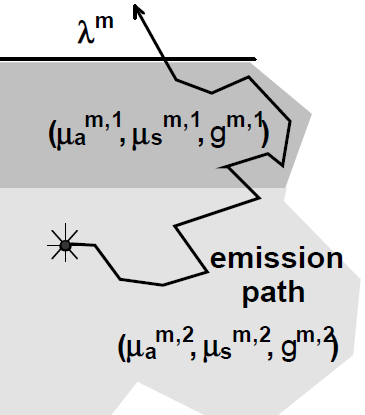 λᵐ
(μₐᵐ˒¹, μₛᵐ˒¹, gᵐ˒¹)
emission
path
(μₐᵐ˒², μₛᵐ˒², gᵐ˒²)